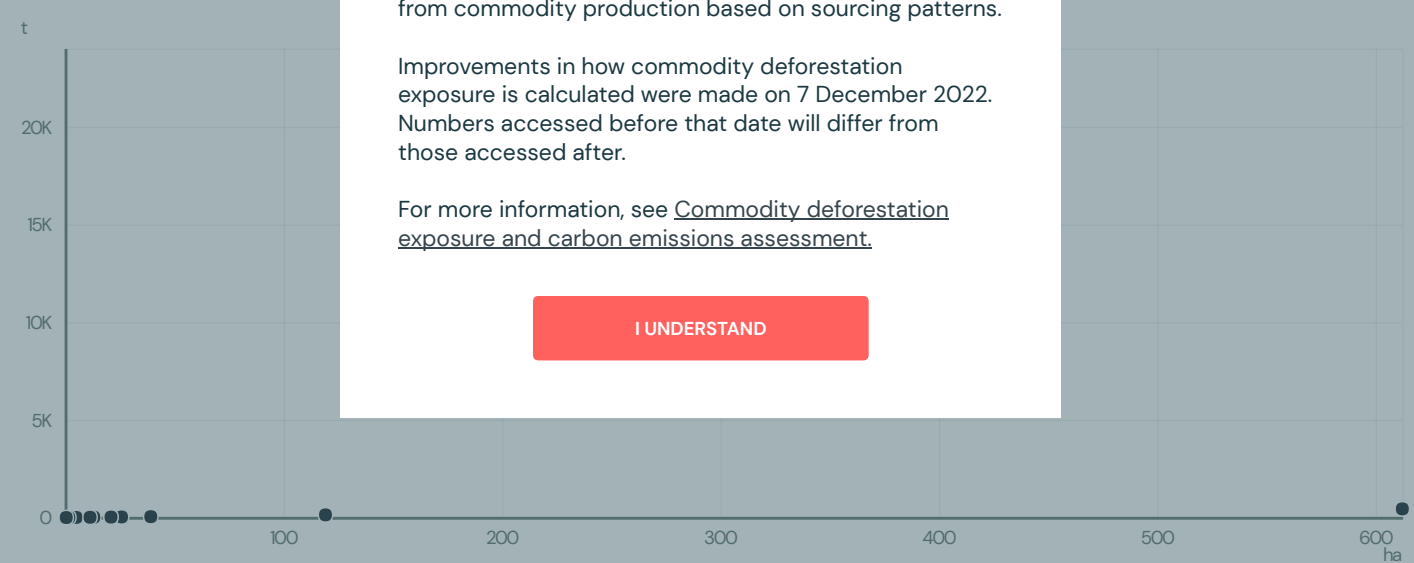 from commodity production based on sourcing patterns.
t
Improvements in how commodity deforestation
exposure is calculated were made on 7 December 2022.
Numbers accessed before that date will differ from
those accessed after.
For more information, see Commodity deforestation
exposure and carbon emissions assessment.
I UNDERSTAND
20K
15K
10K
5K
0
100 200 300 400 500 600
ha